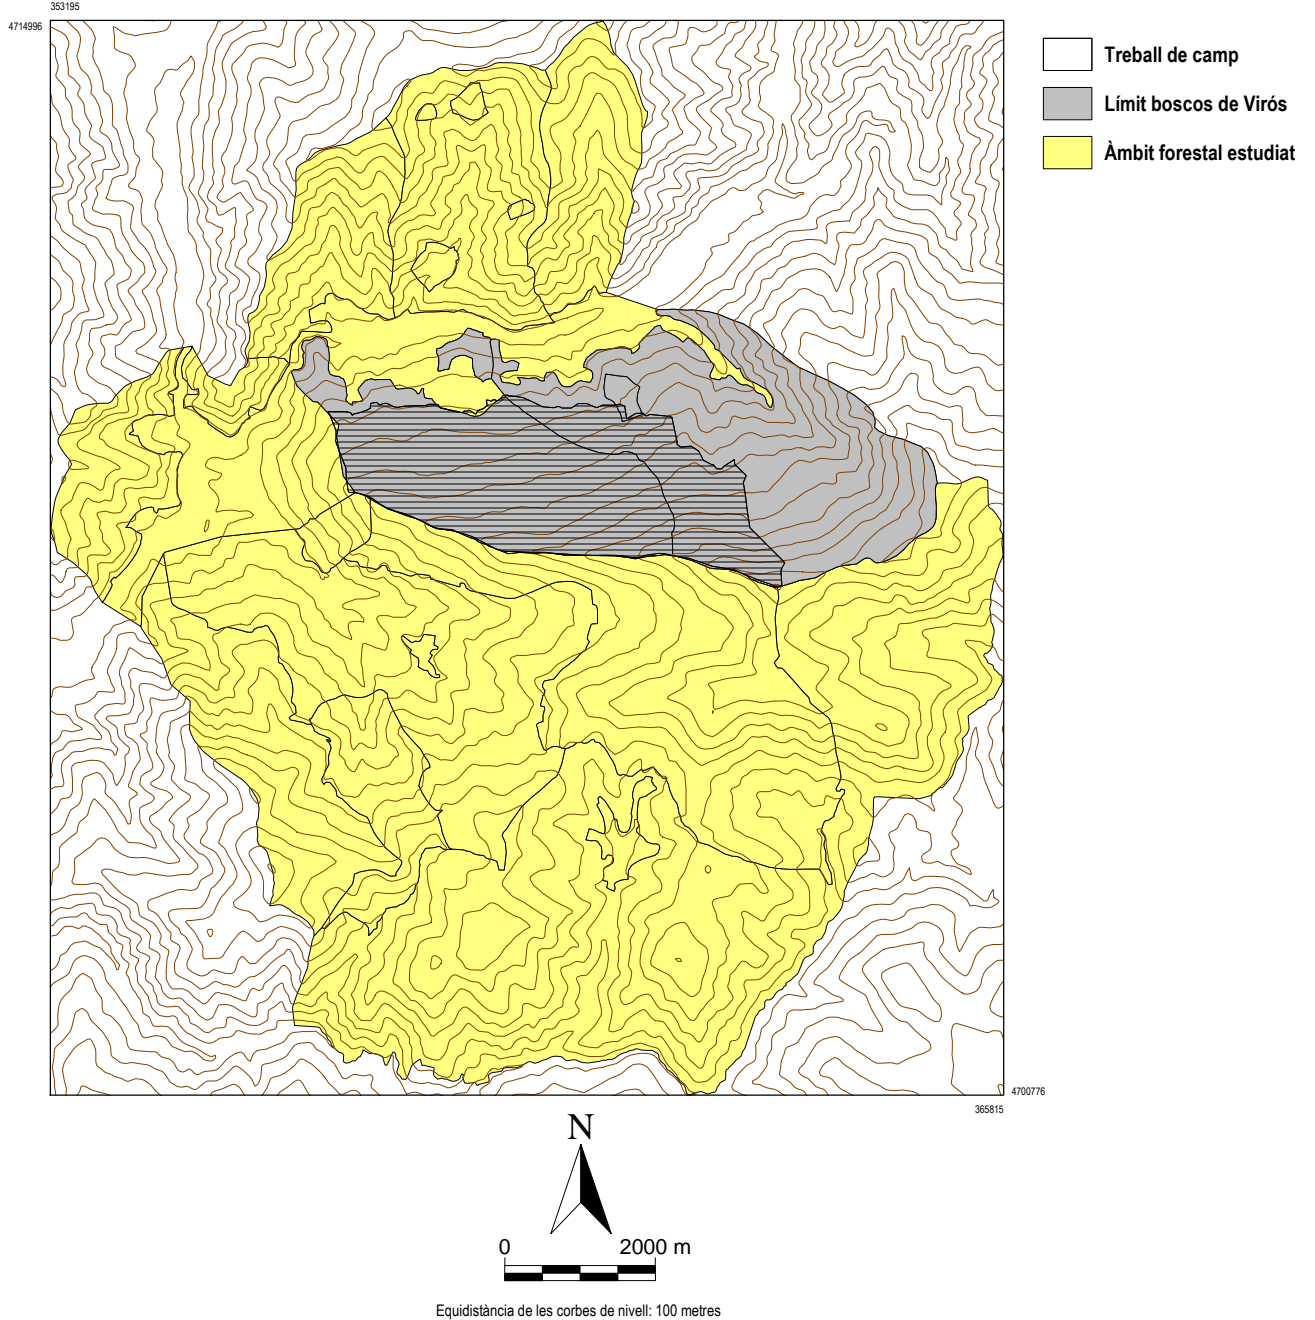 353195
4714996
Treball de camp
Límit boscos de Virós
Àmbit forestal estudiat
4700776
365815
N
0 2000 m
Equidistància de les corbes de nivell: 100 metres